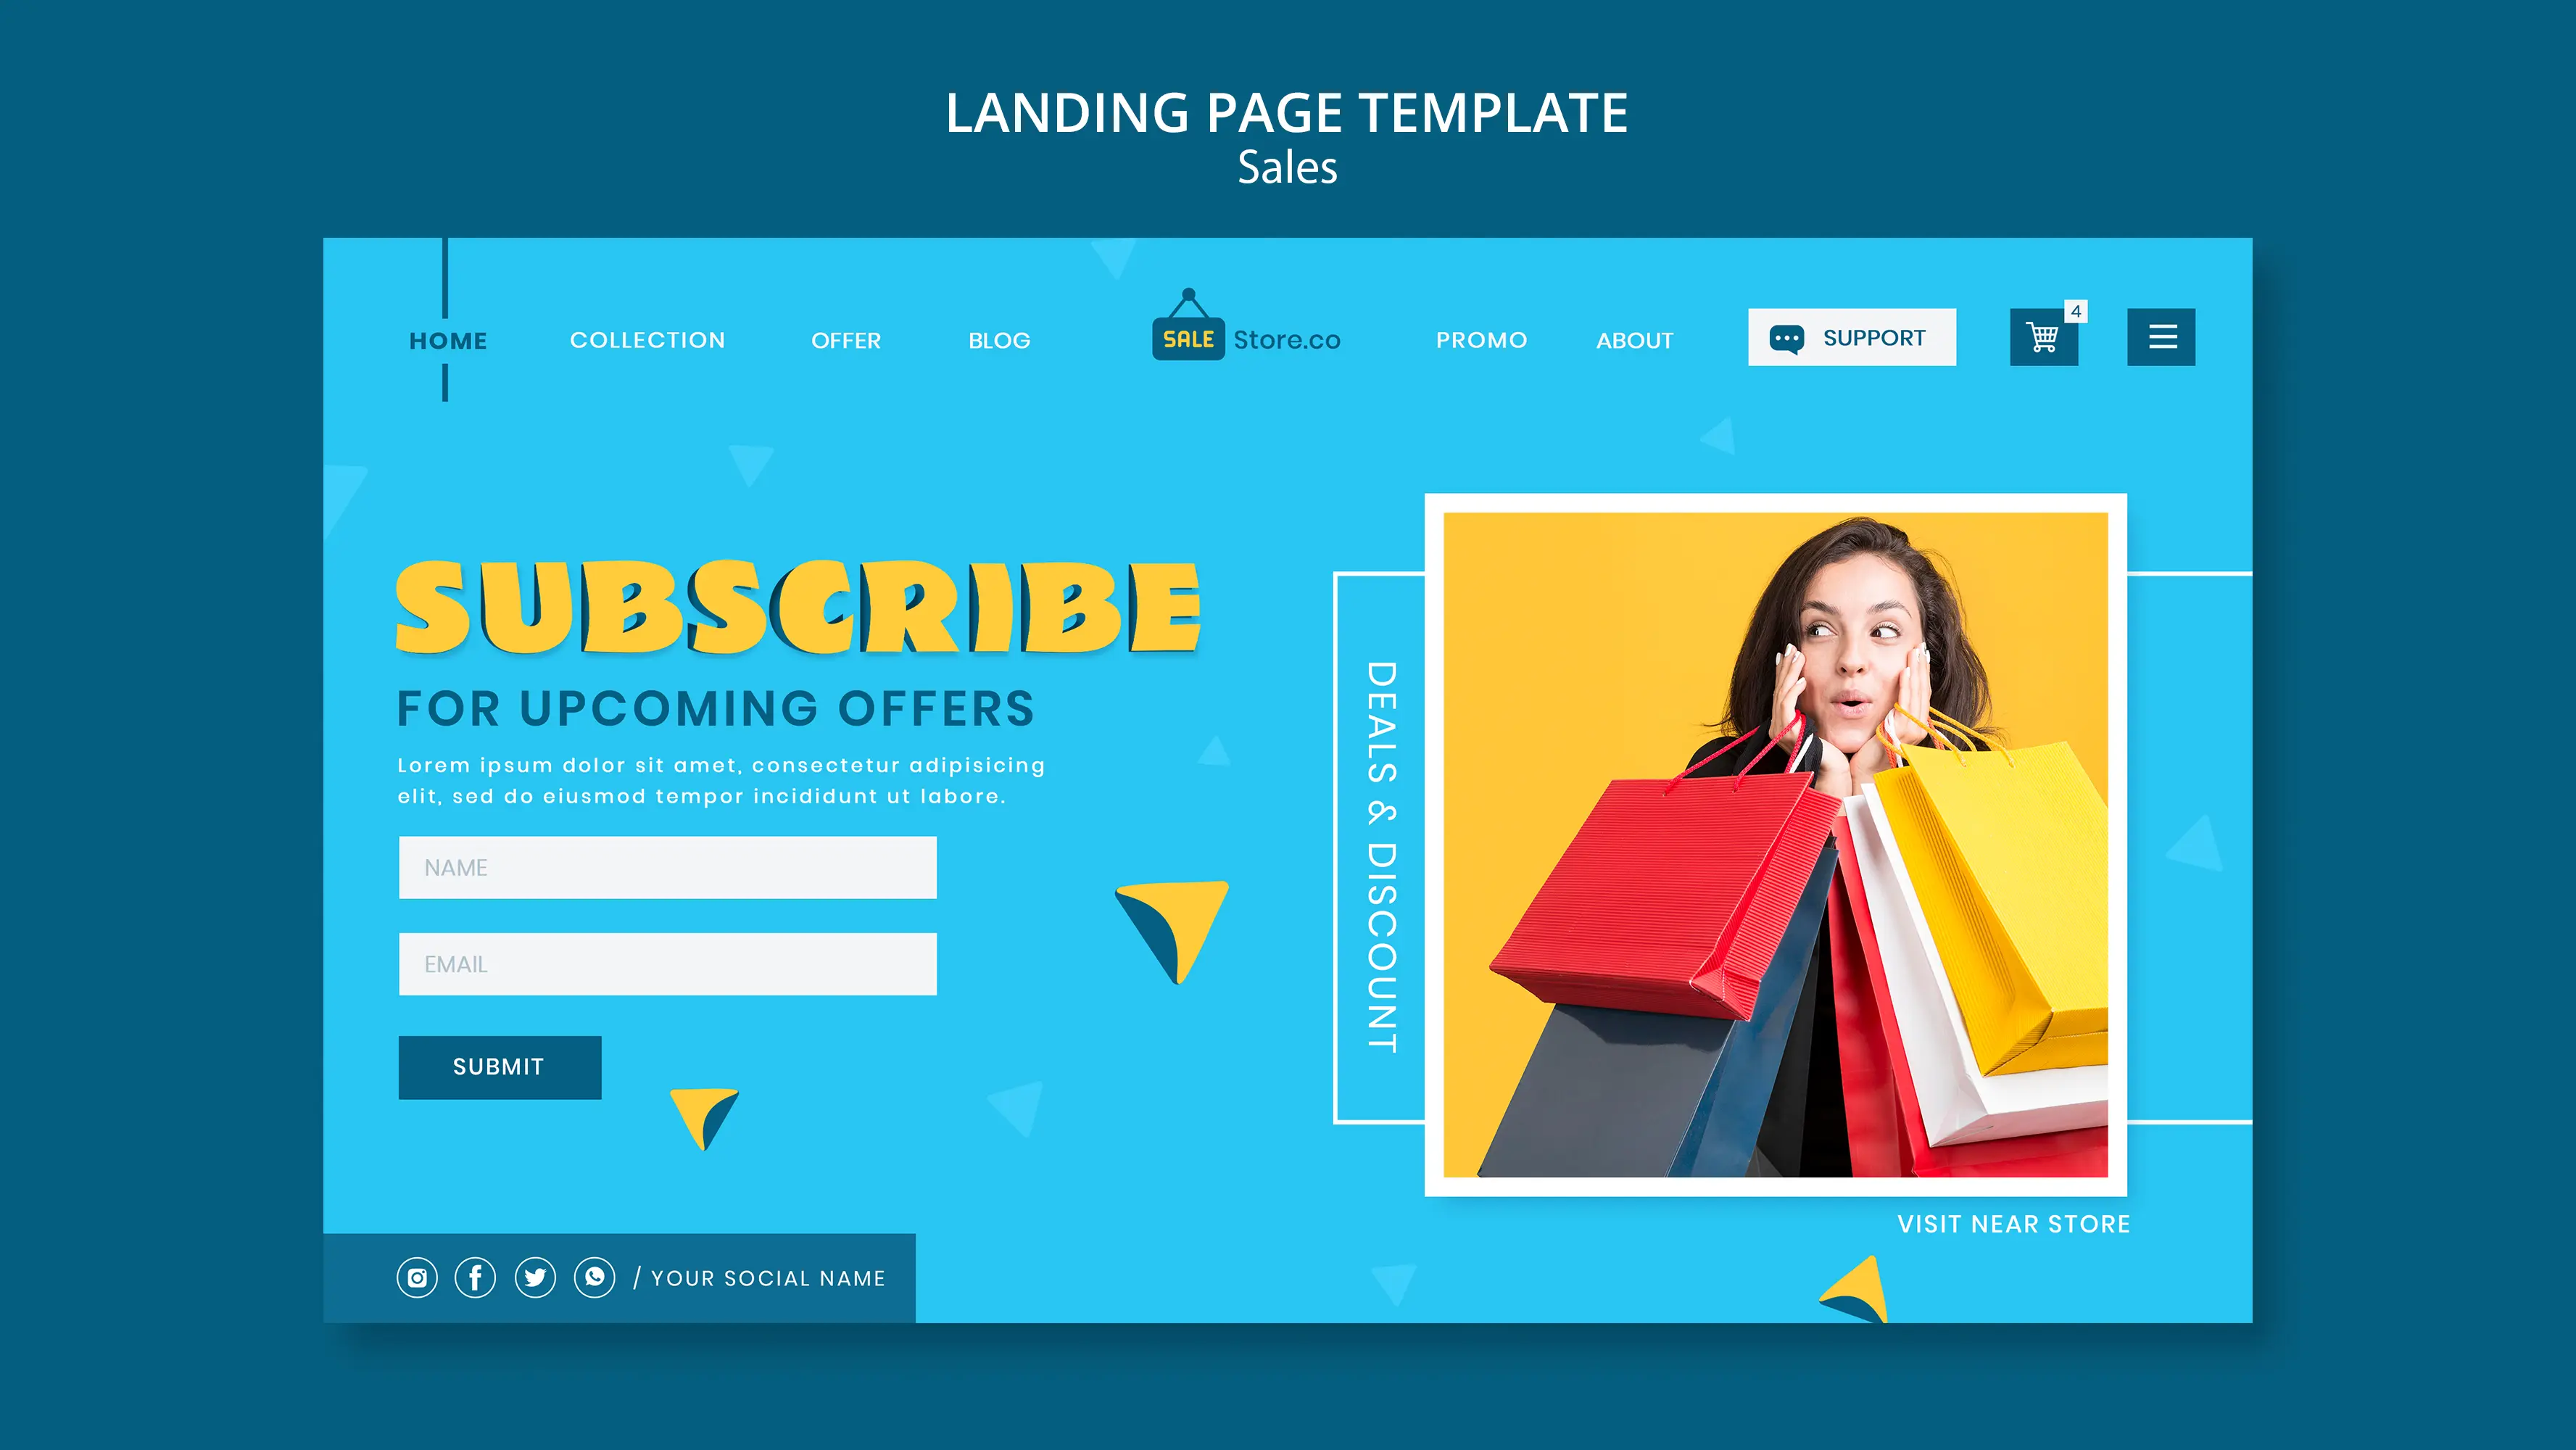 LANDING PAGE TEMPLATE
Sales
HOME
COLLECTION
OFFER
BLOG
SALE Store.co
PROMO
ABOUT
SUPPORT
4
SUBSCRIBE
FOR UPCOMING OFFERS
Lorem ipsum dolor sit amet, consectetur adipisicing
elit, sed do eiusmod tempor incididunt ut labore.
NAME
EMAIL
SUBMIT
DEALS & DISCOUNT
VISIT NEAR STORE
/ YOUR SOCIAL NAME